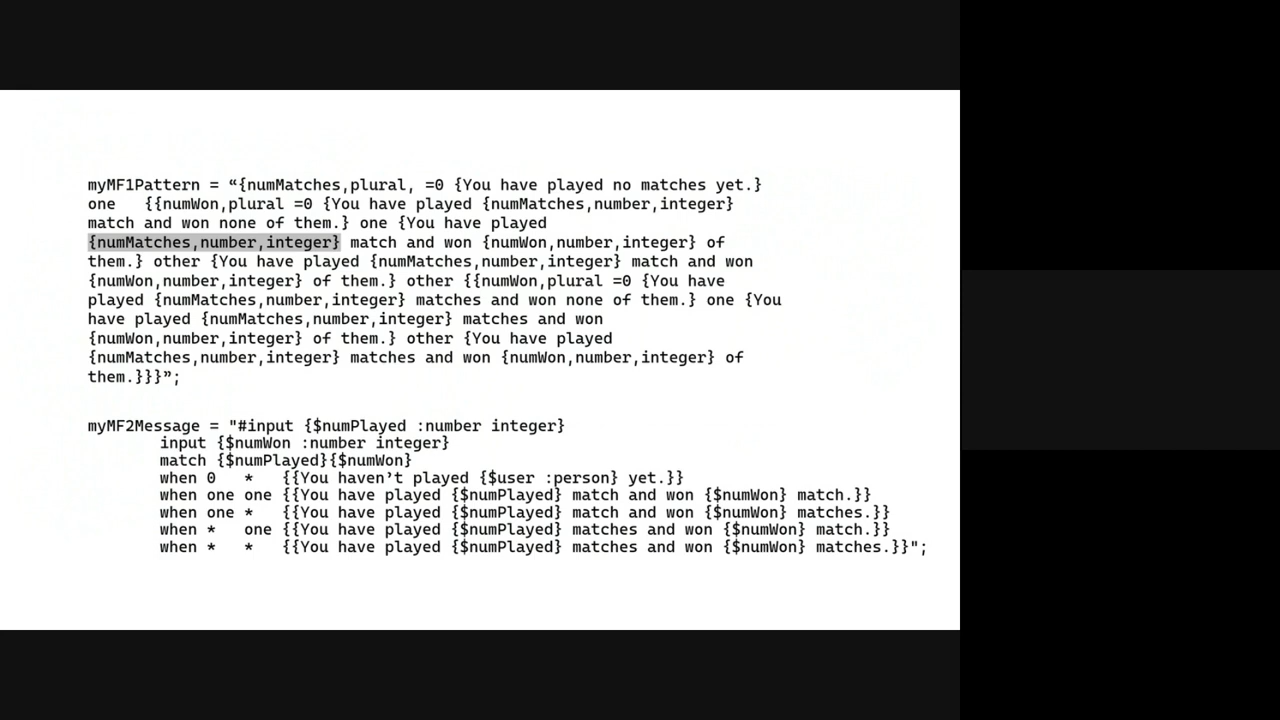 myMF1Pattern = “{numMatches,plural, =0 {You have played no matches yet.}
one   {{numWon,plural =0 {You have played {numMatches,number,integer}
match and won none of them.} one {You have played
{numMatches,number,integer} match and won {numWon,number,integer} of
them.} other {You have played {numMatches,number,integer} match and won
{numWon,number,integer} of them.} other {{numWon,plural =0 {You have
played {numMatches,number,integer} matches and won none of them.} one {You
have played {numMatches,number,integer} matches and won
{numWon,number,integer} of them.} other {You have played
{numMatches,number,integer} matches and won {numWon,number,integer} of
them.}}}”;
myMF2Message = "#input {$numPlayed :number integer}
input {$numWon :number integer}
match {$numPlayed}{$numWon}
when 0   *   {{You haven’t played {$user :person} yet.}}
when one one {{You have played {$numPlayed} match and won {$numWon} match.}}
when one *   {{You have played {$numPlayed} match and won {$numWon} matches.}}
when *   one {{You have played {$numPlayed} matches and won {$numWon} match.}}
when *   *   {{You have played {$numPlayed} matches and won {$numWon} matches.}}";